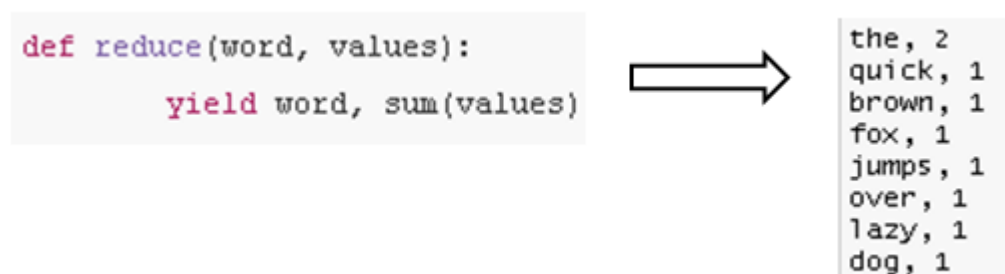 def reduce(word, values):
yield word, sum(values)
the, 2
quick, 1
brown, 1
fox, 1
jumps, 1
over, 1
lazy, 1
dog, 1